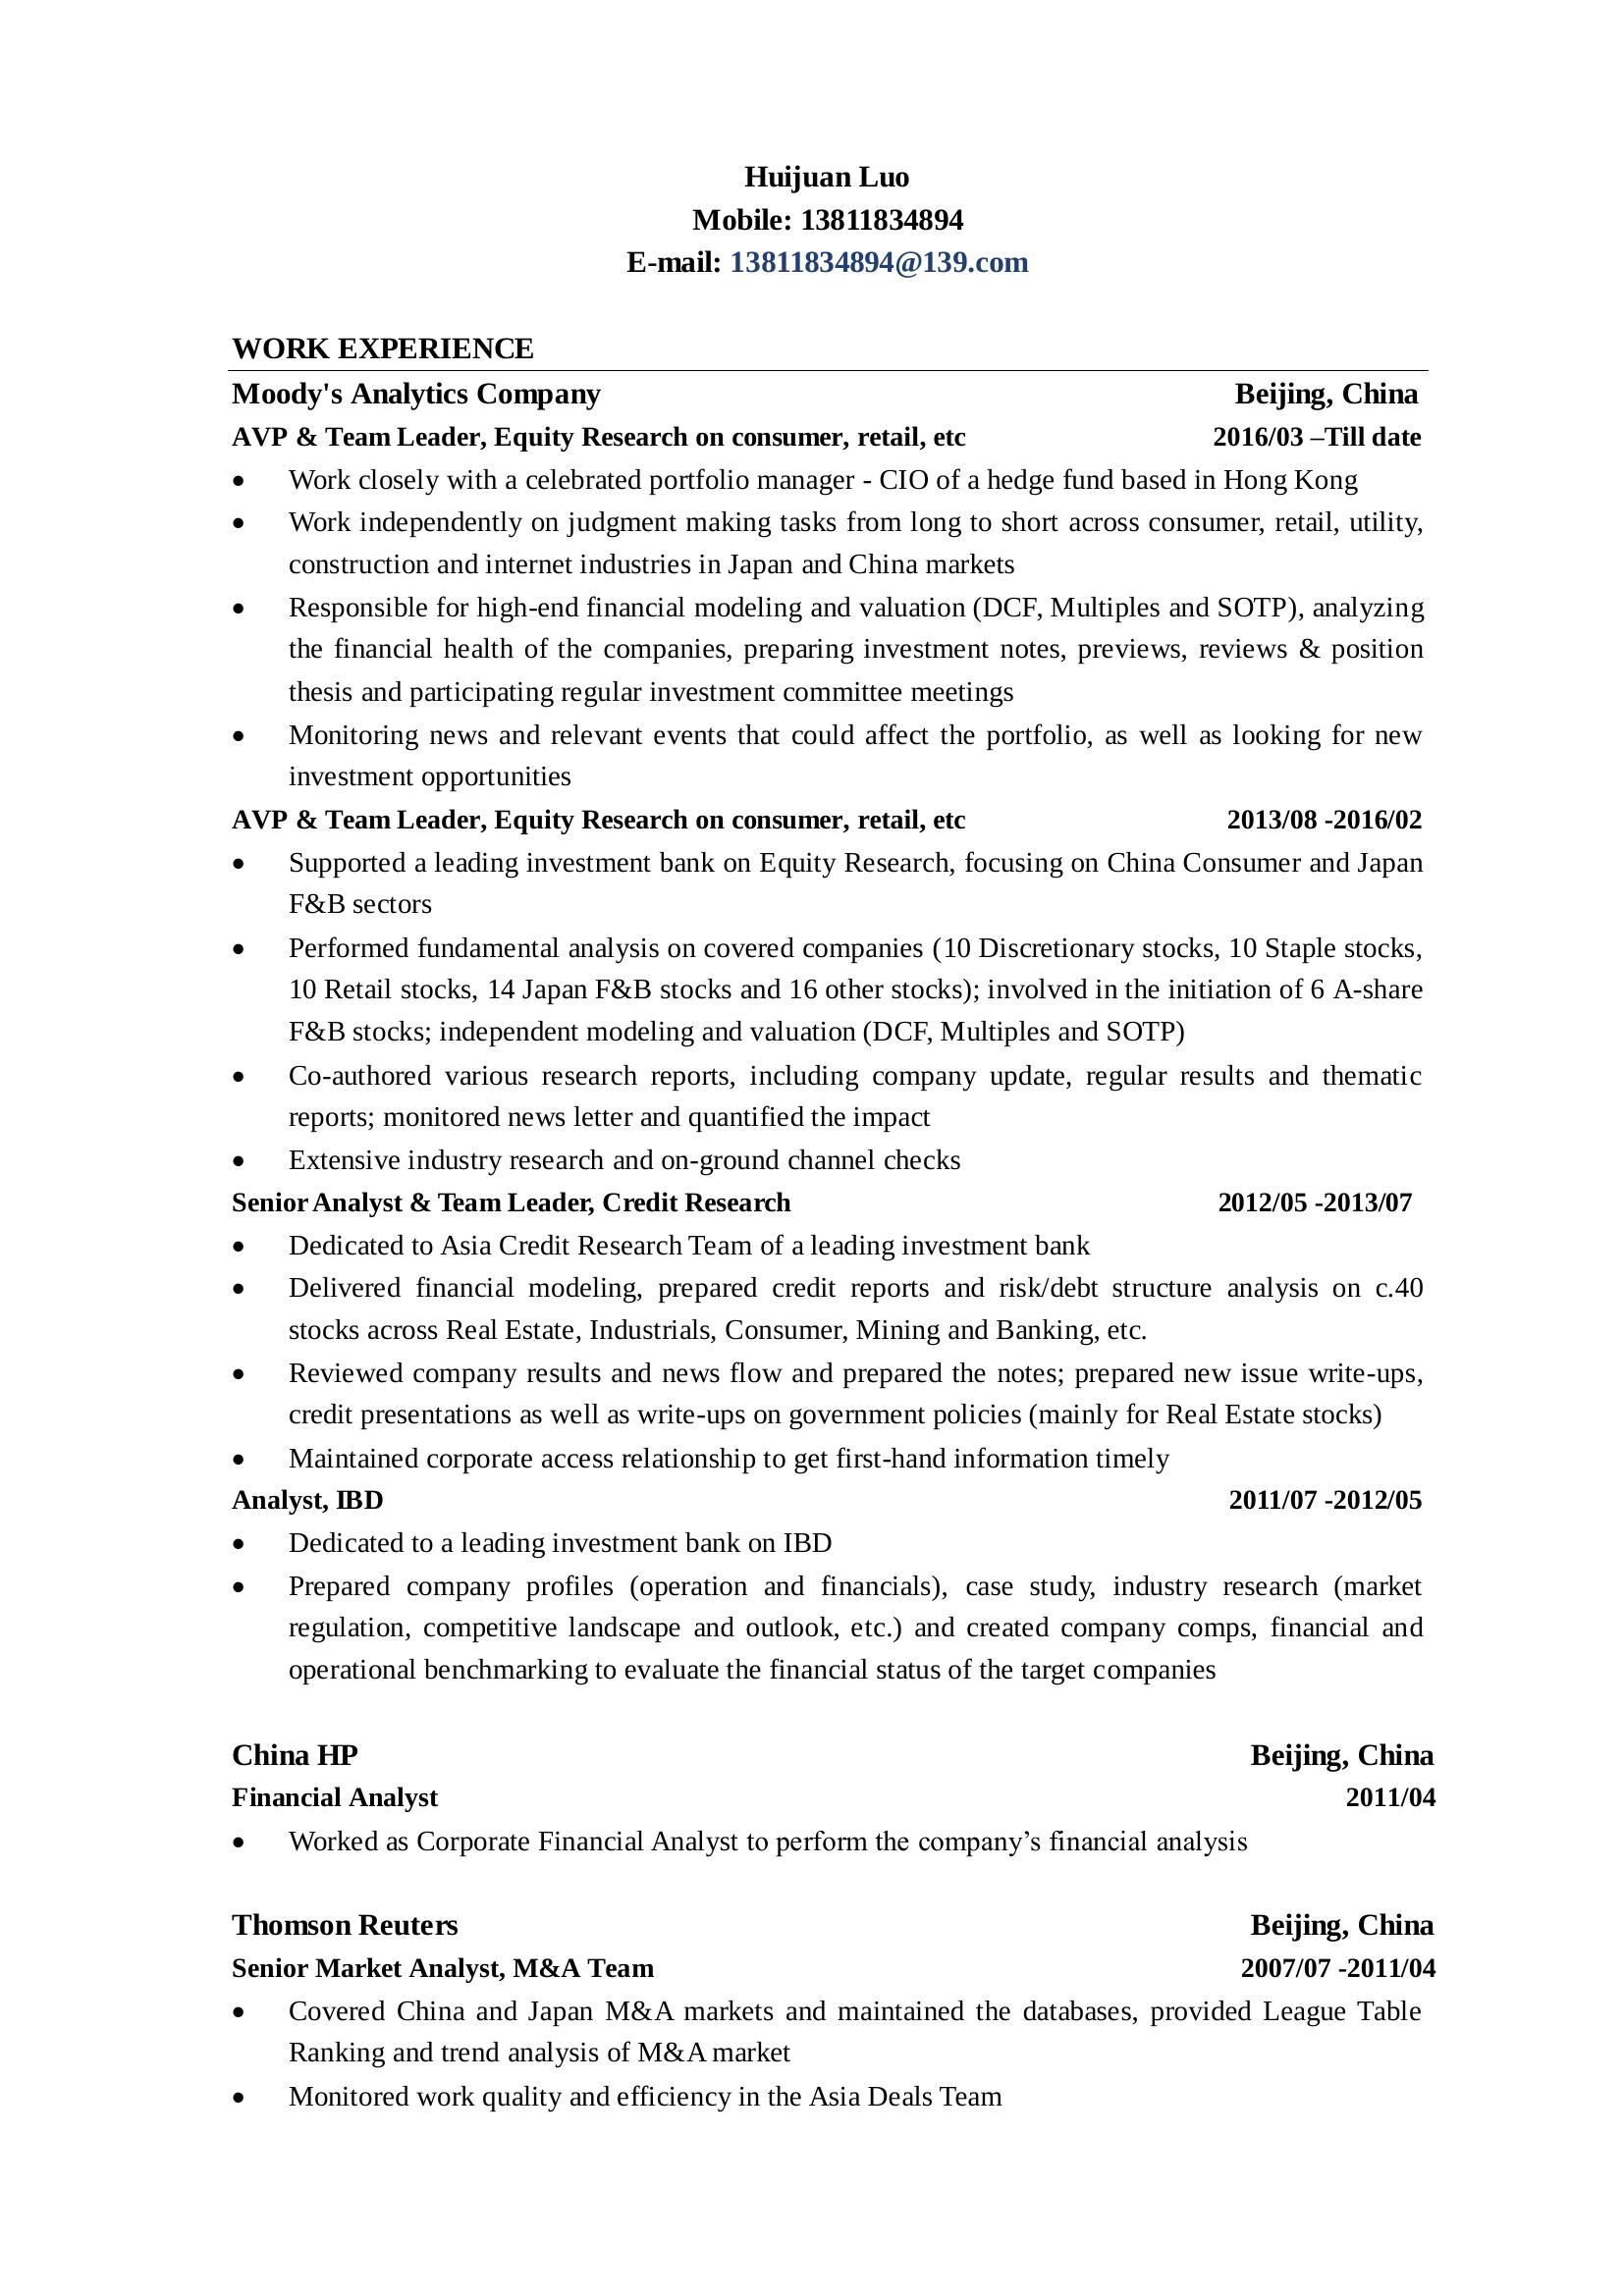 Huijuan Luo
Mobile: 13811834894
E-mail: 13811834894@139.com
WORK EXPERIENCE
Moody's Analytics Company Beijing, China
AVP & Team Leader, Equity Research on consumer, retail, etc 2016/03 –Till date
• Work closely with a celebrated portfolio manager - CIO of a hedge fund based in Hong Kong
• Work independently on judgment making tasks from long to short across consumer, retail, utility,
construction and internet industries in Japan and China markets
• Responsible for high-end financial modeling and valuation (DCF, Multiples and SOTP), analyzing
the financial health of the companies, preparing investment notes, previews, reviews & position
thesis and participating regular investment committee meetings
• Monitoring news and relevant events that could affect the portfolio, as well as looking for new
investment opportunities
AVP & Team Leader, Equity Research on consumer, retail, etc 2013/08 -2016/02
• Supported a leading investment bank on Equity Research, focusing on China Consumer and Japan
F&B sectors
• Performed fundamental analysis on covered companies (10 Discretionary stocks, 10 Staple stocks,
10 Retail stocks, 14 Japan F&B stocks and 16 other stocks); involved in the initiation of 6 A-share
F&B stocks; independent modeling and valuation (DCF, Multiples and SOTP)
• Co-authored various research reports, including company update, regular results and thematic
reports; monitored news letter and quantified the impact
• Extensive industry research and on-ground channel checks
Senior Analyst & Team Leader, Credit Research 2012/05 -2013/07
• Dedicated to Asia Credit Research Team of a leading investment bank
• Delivered financial modeling, prepared credit reports and risk/debt structure analysis on c.40
stocks across Real Estate, Industrials, Consumer, Mining and Banking, etc.
• Reviewed company results and news flow and prepared the notes; prepared new issue write-ups,
credit presentations as well as write-ups on government policies (mainly for Real Estate stocks)
• Maintained corporate access relationship to get first-hand information timely
Analyst, IBD 2011/07 -2012/05
• Dedicated to a leading investment bank on IBD
• Prepared company profiles (operation and financials), case study, industry research (market
regulation, competitive landscape and outlook, etc.) and created company comps, financial and
operational benchmarking to evaluate the financial status of the target companies
China HP Beijing, China
Financial Analyst 2011/04
• Worked as Corporate Financial Analyst to perform the company’s financial analysis
Thomson Reuters Beijing, China
Senior Market Analyst, M&A Team 2007/07 -2011/04
• Covered China and Japan M&A markets and maintained the databases, provided League Table
Ranking and trend analysis of M&A market
• Monitored work quality and efficiency in the Asia Deals Team